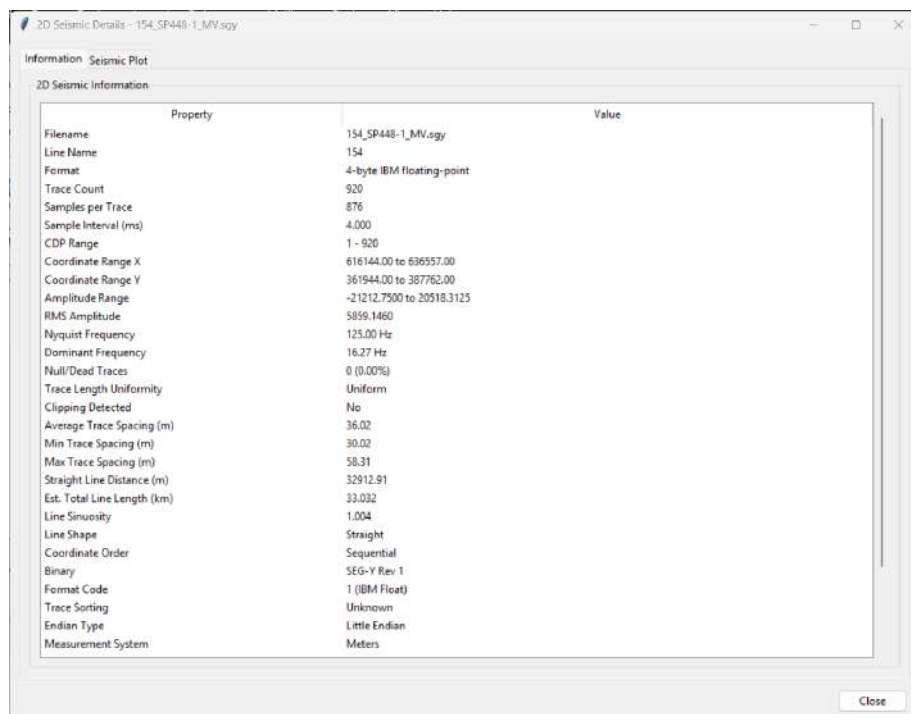 2D Seismic Details - 154_SP448-1_MV.sgy
Information Seismic Plot
2D Seismic Information
Property Value
Filename 154_SP448-1_MV.sgy
Line Name 154
Format 4-byte IBM floating-point
Trace Count 920
Samples per Trace 876
Sample Interval (ms) 4.000
CDP Range 1 - 920
Coordinate Range X 616144.00 to 636557.00
Coordinate Range Y 361944.00 to 387762.00
Amplitude Range -21212.7500 to 20518.3125
RMS Amplitude 5859.1460
Nyquist Frequency 125.00 Hz
Dominant Frequency 16.27 Hz
Null/Dead Traces 0 (0.00%)
Trace Length Uniformity Uniform
Clipping Detected No
Average Trace Spacing (m) 36.02
Min Trace Spacing (m) 30.02
Max Trace Spacing (m) 58.31
Straight Line Distance (m) 32912.91
Est. Total Line Length (km) 33.032
Line Sinuosity 1.004
Line Shape Straight
Coordinate Order Sequential
Binary SEG-Y Rev 1
Format Code 1 (IBM Float)
Trace Sorting Unknown
Endian Type Little Endian
Measurement System Meters
Close